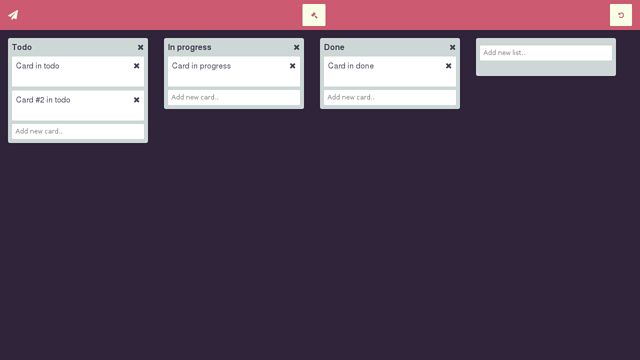 Todo
Card in todo
Card #2 in todo
Add new card..
In progress
Card in progress
Add new card..
Done
Card in done
Add new card..
Add new list..